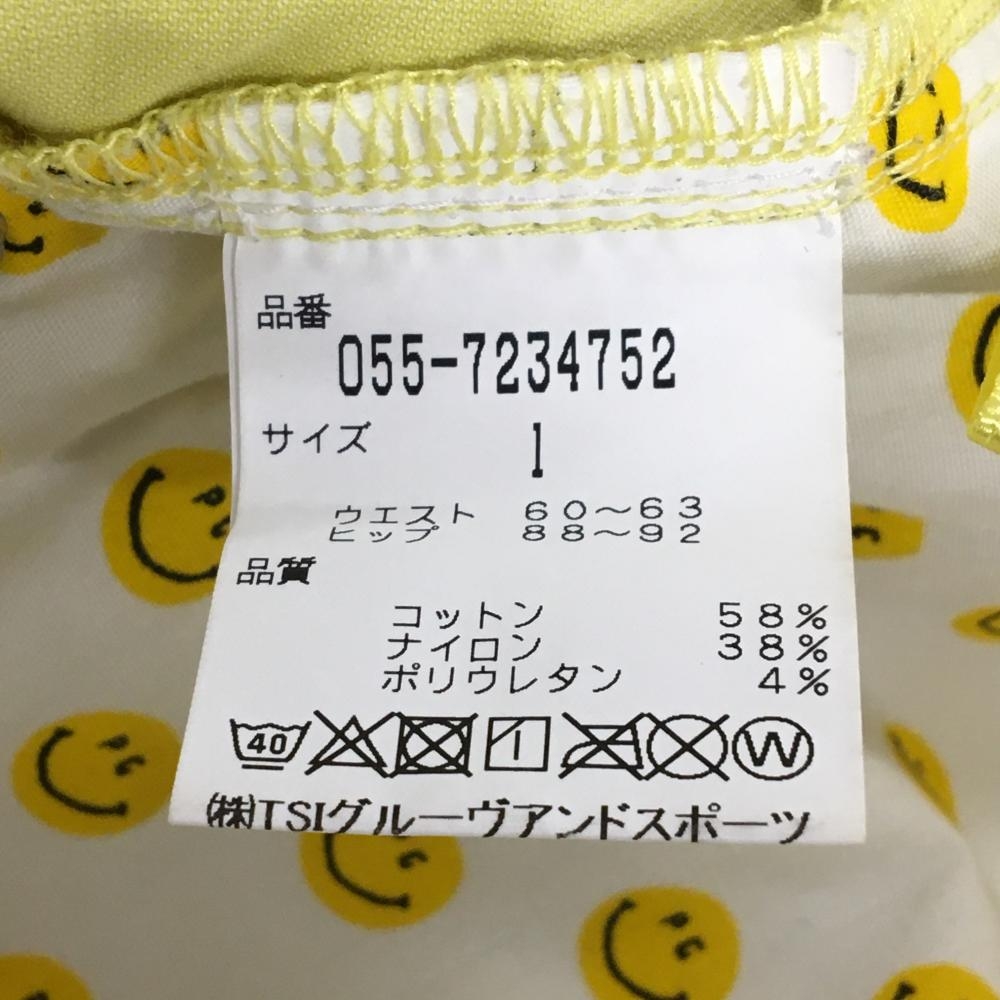 品番
055-7234752
サイズ 1
ウエスト 60～63
ヒップ 88～92
品質
コットン 58%
ナイロン 38%
ポリウレタン 4%
40 W
㈱TSIグルーヴアンドスポーツ